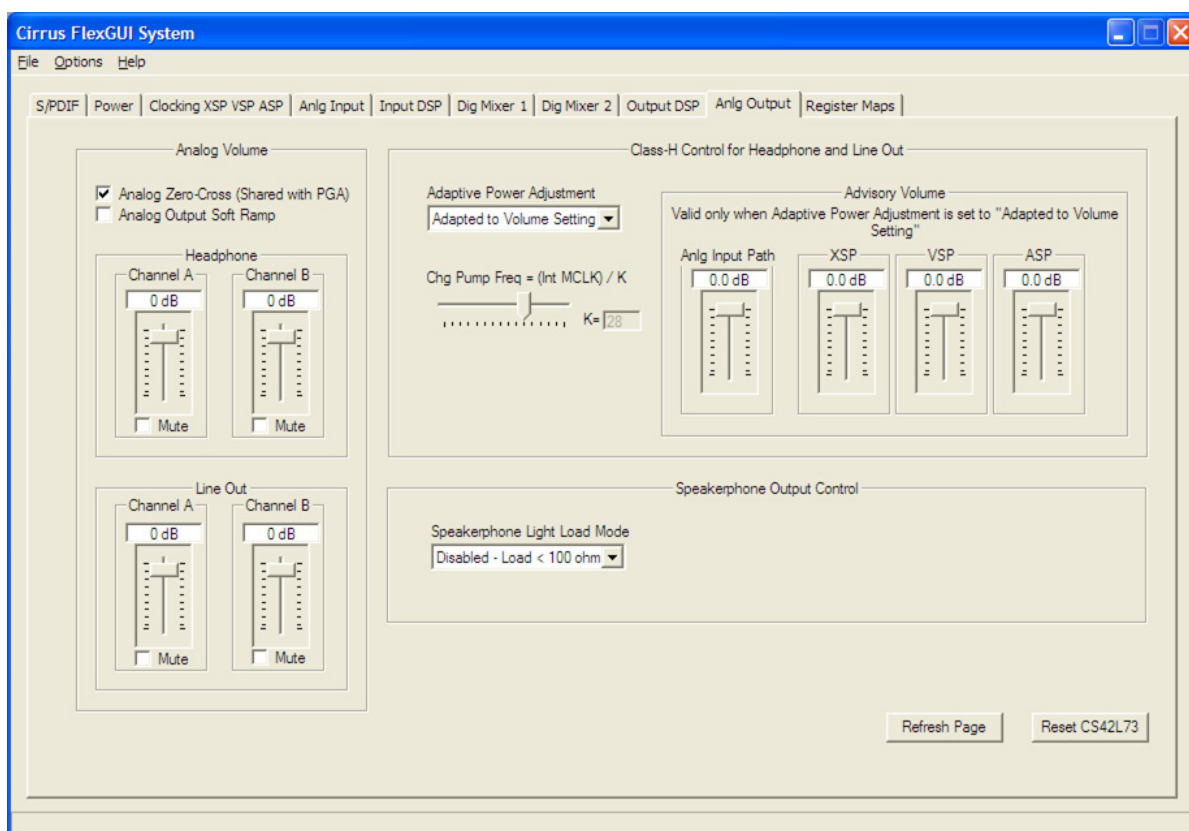 Cirrus FlexGUI System
File Options Help
S/PDIF Power Clocking XSP VSP ASP Anlg Input Input DSP Dig Mixer 1 Dig Mixer 2 Output DSP Anlg Output Register Maps
Analog Volume
Analog Zero-Cross (Shared with PGA)
Analog Output Soft Ramp
Headphone
Channel A Channel B
0 dB 0 dB
Mute Mute
Line Out
Channel A Channel B
0 dB 0 dB
Mute Mute
Class-H Control for Headphone and Line Out
Adaptive Power Adjustment
Adapted to Volume Setting
Chg Pump Freq = (Int MCLK) / K
K= 28
Advisory Volume
Valid only when Adaptive Power Adjustment is set to "Adapted to Volume
Setting"
Anlg Input Path XSP VSP ASP
0.0 dB 0.0 dB 0.0 dB 0.0 dB
Speakerphone Output Control
Speakerphone Light Load Mode
Disabled - Load < 100 ohm
Refresh Page Reset CS42L73